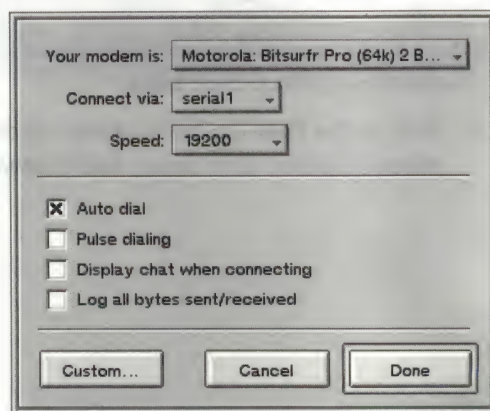 Your modem is: Motorola: Bitsurfr Pro (64k) 2 B...
Connect via: serial1
Speed: 19200
Auto dial
Pulse dialing
Display chat when connecting
Log all bytes sent/received
Custom... Cancel Done